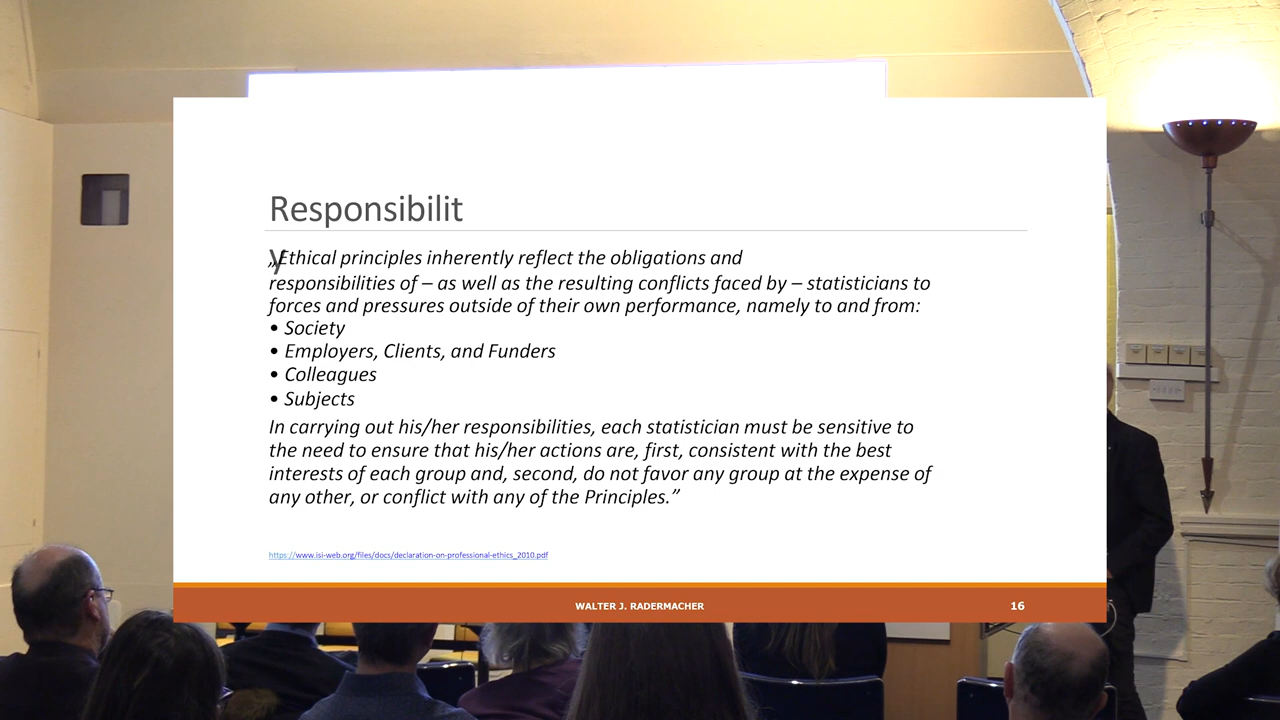 Responsibilit
y
„Ethical principles inherently reflect the obligations and
responsibilities of – as well as the resulting conflicts faced by – statisticians to
forces and pressures outside of their own performance, namely to and from:
• Society
• Employers, Clients, and Funders
• Colleagues
• Subjects
In carrying out his/her responsibilities, each statistician must be sensitive to
the need to ensure that his/her actions are, first, consistent with the best
interests of each group and, second, do not favor any group at the expense of
any other, or conflict with any of the Principles.”
https://www.isi-web.org/files/docs/declaration-on-professional-ethics_2010.pdf
WALTER J. RADERMACHER
16